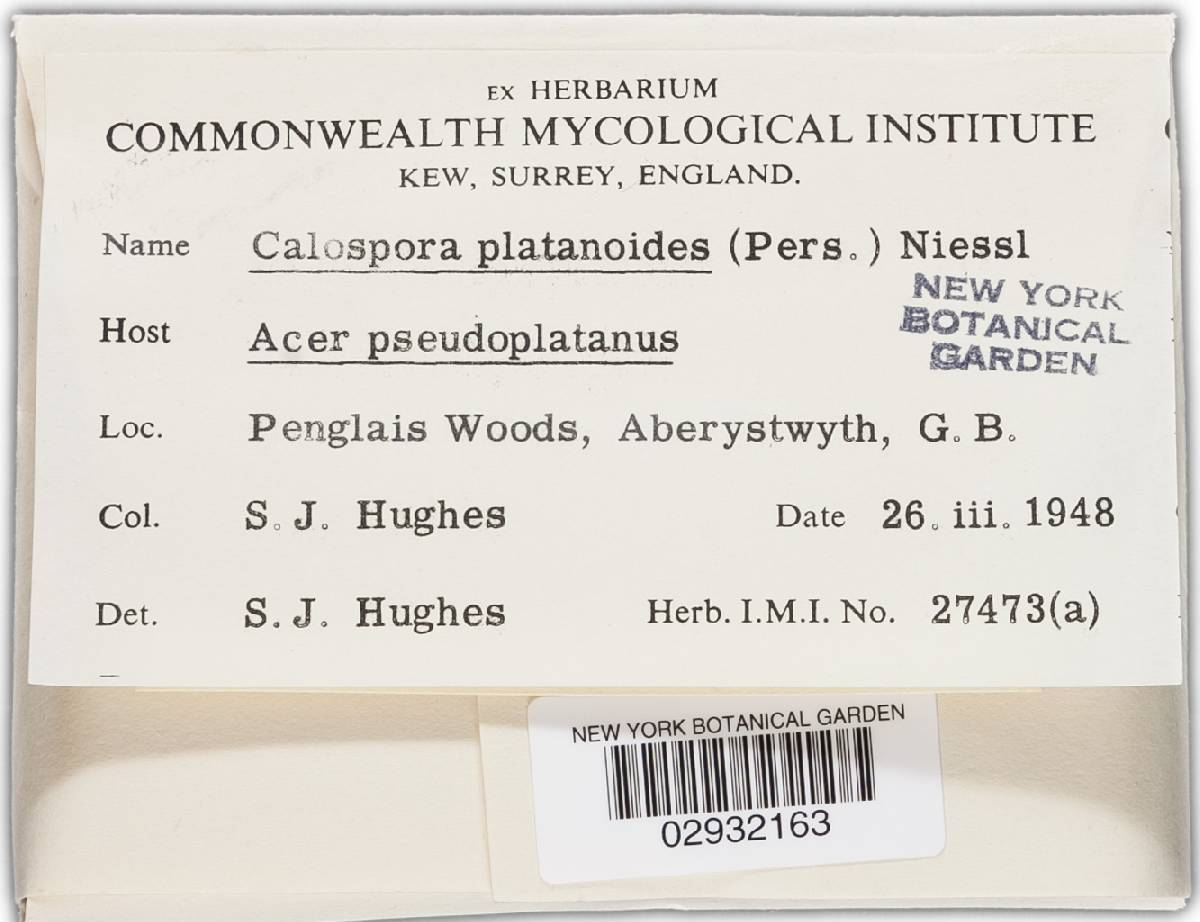 EX HERBARIUM
COMMONWEALTH MYCOLOGICAL INSTITUTE
KEW, SURREY, ENGLAND.
Name Calospora platanoides (Pers.) Niessl
NEW YORK
BOTANICAL
GARDEN
Host Acer pseudoplatanus
Loc. Penglais Woods, Aberystwyth, G.B.
Col. S.J. Hughes Date 26.iii.1948
Det. S.J. Hughes Herb. I.M.I. No. 27473(a)
NEW YORK BOTANICAL GARDEN
02932163